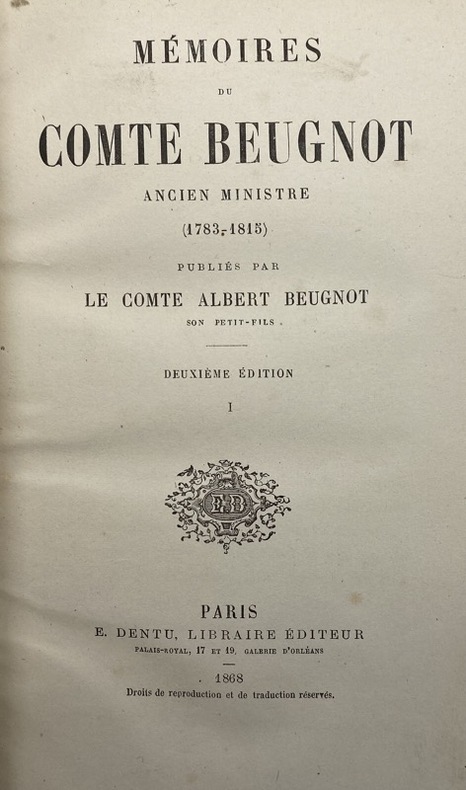 MÉMOIRES
DU
COMTE BEUGNOT
ANCIEN MINISTRE
(1783-1815)
PUBLIÉS PAR
LE COMTE ALBERT BEUGNOT
SON PETIT-FILS.
DEUXIÈME ÉDITION
I
PARIS
E. DENTU, LIBRAIRE ÉDITEUR
PALAIS-ROYAL, 17 ET 19, GALERIE D'ORLÉANS
1868
Droits de reproduction et de traduction réservés.